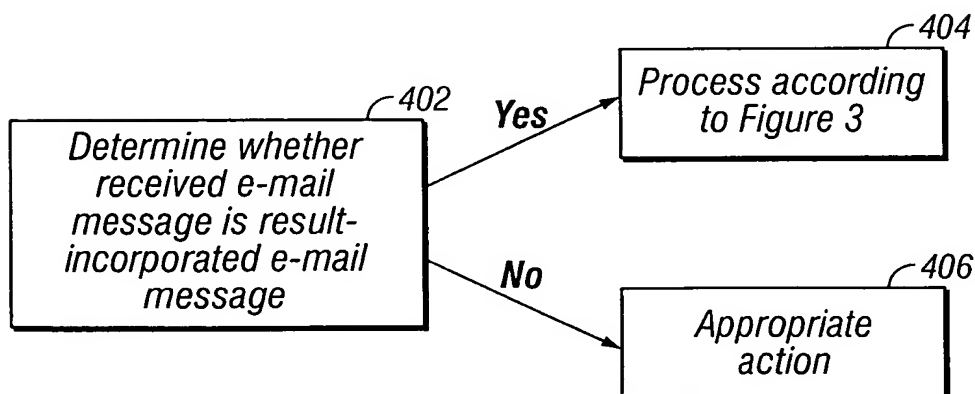 404
Process according
to Figure 3
402
Yes
Determine whether
received e-mail
message is result-
incorporated e-mail
message
No
406
Appropriate
action